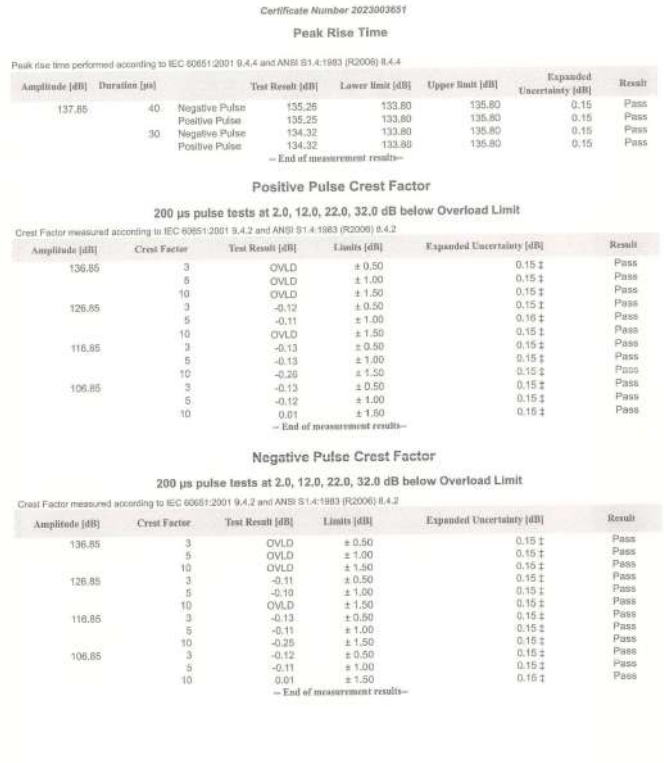 Certificate Number 2023003651
Peak Rise Time
Peak rise time performed according to IEC 60651:2001 9.4.4 and ANSI S1.4:1983 (R2006) 8.4.4
Amplitude [dB] Duration [µs] Test Result [dB] Lower limit [dB] Upper limit [dB] Expanded Uncertainty [dB] Result
137.85 40 Negative Pulse 135.26 133.80 135.80 0.15 Pass
Positive Pulse 135.25 133.80 135.80 0.15 Pass
30 Negative Pulse 134.32 133.80 135.80 0.15 Pass
Positive Pulse 134.32 133.80 135.80 0.15 Pass
-- End of measurement results--
Positive Pulse Crest Factor
200 µs pulse tests at 2.0, 12.0, 22.0, 32.0 dB below Overload Limit
Crest Factor measured according to IEC 60651:2001 9.4.2 and ANSI S1.4:1983 (R2006) 8.4.2
Amplitude [dB] Crest Factor Test Result [dB] Limits [dB] Expanded Uncertainty [dB] Result
136.85 3 OVLD ± 0.50 0.15 ‡ Pass
5 OVLD ± 1.00 0.15 ‡ Pass
10 OVLD ± 1.50 0.15 ‡ Pass
126.85 3 -0.12 ± 0.50 0.15 ‡ Pass
5 -0.11 ± 1.00 0.16 ‡ Pass
10 OVLD ± 1.50 0.15 ‡ Pass
116.85 3 -0.13 ± 0.50 0.15 ‡ Pass
5 -0.13 ± 1.00 0.15 ‡ Pass
10 -0.26 ± 1.50 0.15 ‡ Pass
106.85 3 -0.13 ± 0.50 0.15 ‡ Pass
5 -0.12 ± 1.00 0.15 ‡ Pass
10 0.01 ± 1.50 0.15 ‡ Pass
-- End of measurement results--
Negative Pulse Crest Factor
200 µs pulse tests at 2.0, 12.0, 22.0, 32.0 dB below Overload Limit
Crest Factor measured according to IEC 60651:2001 9.4.2 and ANSI S1.4:1983 (R2006) 8.4.2
Amplitude [dB] Crest Factor Test Result [dB] Limits [dB] Expanded Uncertainty [dB] Result
136.85 3 OVLD ± 0.50 0.15 ‡ Pass
5 OVLD ± 1.00 0.15 ‡ Pass
10 OVLD ± 1.50 0.15 ‡ Pass
126.85 3 -0.11 ± 0.50 0.15 ‡ Pass
5 -0.10 ± 1.00 0.15 ‡ Pass
10 OVLD ± 1.50 0.15 ‡ Pass
116.85 3 -0.13 ± 0.50 0.15 ‡ Pass
5 -0.11 ± 1.00 0.15 ‡ Pass
10 -0.25 ± 1.50 0.15 ‡ Pass
106.85 3 -0.12 ± 0.50 0.15 ‡ Pass
5 -0.11 ± 1.00 0.15 ‡ Pass
10 0.01 ± 1.50 0.15 ‡ Pass
-- End of measurement results--